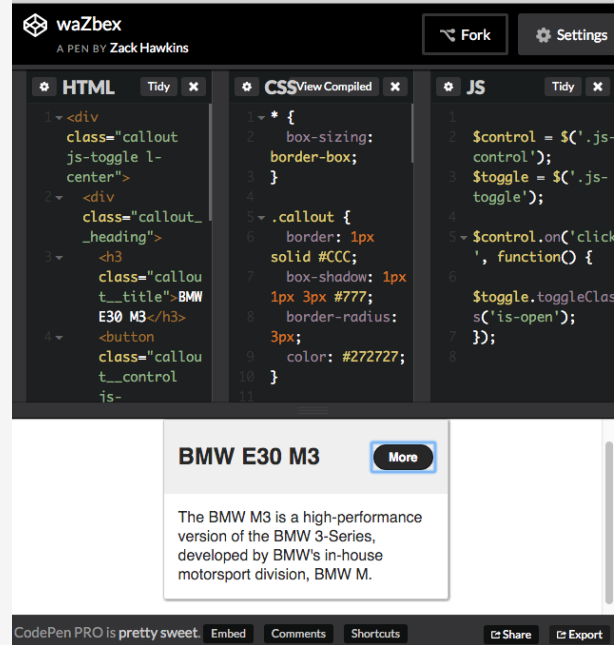 waZbex
A PEN BY Zack Hawkins
Fork
Settings
HTML
Tidy
1 <div
class="callout
js-toggle l-
center">
2 <div
class="callout_
_heading">
3 <h3
class="callou
t__title">BMW
E30 M3</h3>
4 <button
class="callou
t__control
js-
CSS
View Compiled
1 * {
2 box-sizing:
border-box;
3 }
4
5 .callout {
6 border: 1px
solid #CCC;
7 box-shadow: 1px
1px 3px #777;
8 border-radius:
3px;
9 color: #272727;
10 }
11
JS
Tidy
1
2 $control = $('.js-
control');
3 $toggle = $('.js-
toggle');
4
5 $control.on('click
', function() {
6
$toggle.toggleClas
s('is-open');
7 });
8
BMW E30 M3
More
The BMW M3 is a high-performance
version of the BMW 3-Series,
developed by BMW's in-house
motorsport division, BMW M.
CodePen PRO is pretty sweet.
Embed
Comments
Shortcuts
Share
Export